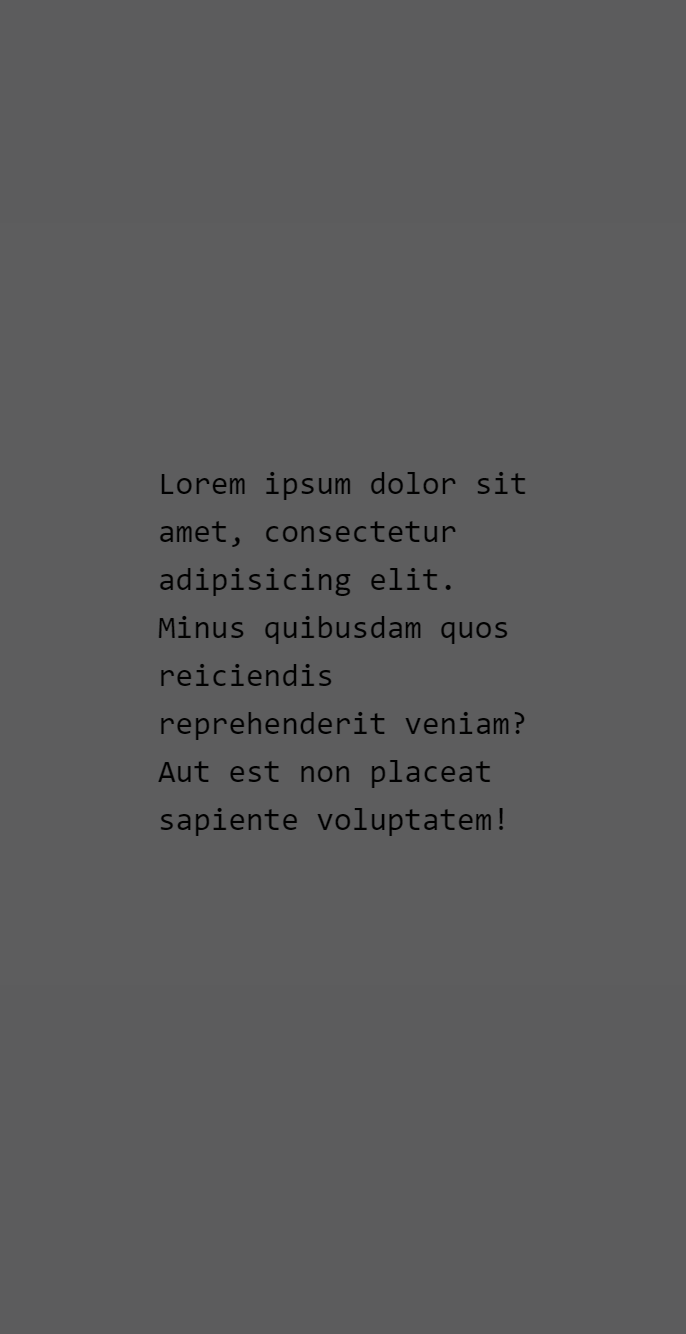 Lorem ipsum dolor sit
amet, consectetur
adipisicing elit.
Minus quibusdam quos
reiciendis
reprehenderit veniam?
Aut est non placeat
sapiente voluptatem!